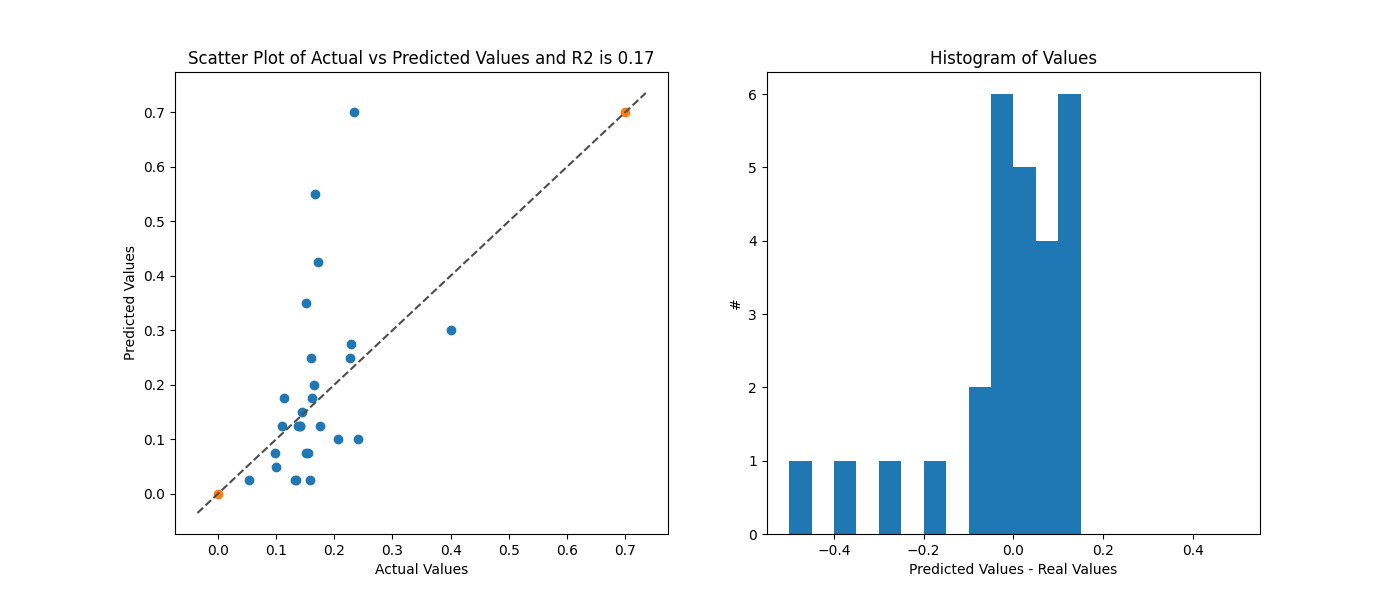 Scatter Plot of Actual vs Predicted Values and R2 is 0.17
0.7
0.6
0.5
0.4
0.3
0.2
0.1
0.0
Predicted Values
0.0 0.1 0.2 0.3 0.4 0.5 0.6 0.7
Actual Values
Histogram of Values
6
5
4
3
2
1
0
#
−0.4 −0.2 0.0 0.2 0.4
Predicted Values - Real Values